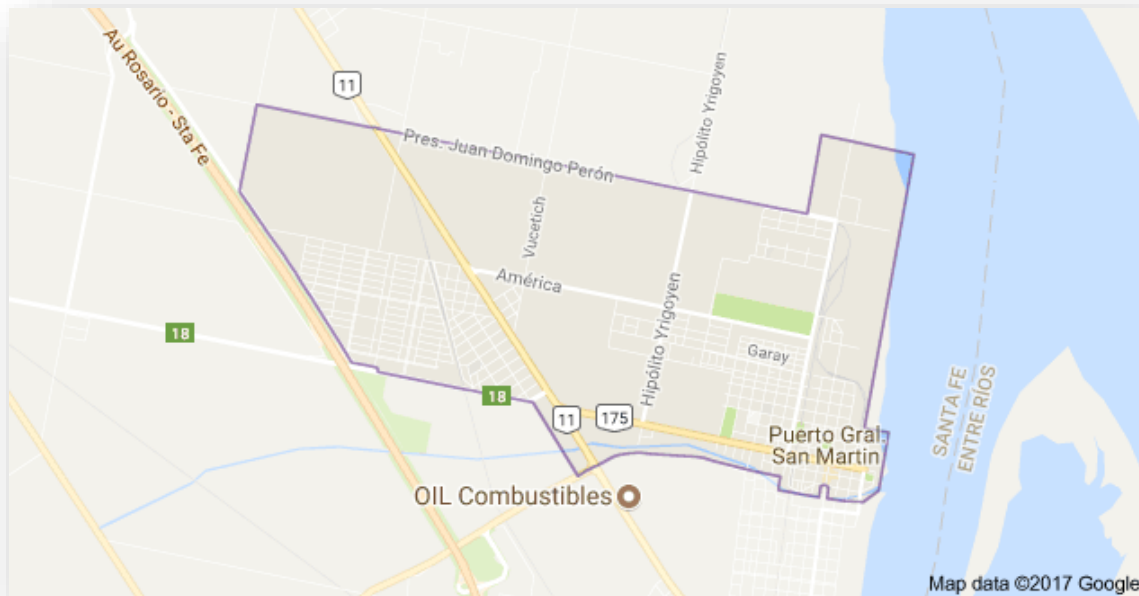 Au Rosario - Sta Fe
11
Pres. Juan Domingo Perón
Hipólito Yrigoyen
Vucetich
América
Hipólito Yrigoyen
18
Garay
SANTA FE
ENTRE RÍOS
18
11
175
Puerto Gral.
San Martin
OIL Combustibles
Map data ©2017 Google